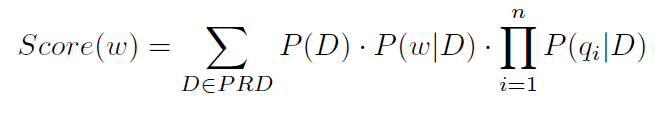 Score(w) = ∑_{D∈PRD} P(D) · P(w|D) · ∏_{i=1}^{n} P(q_i|D)